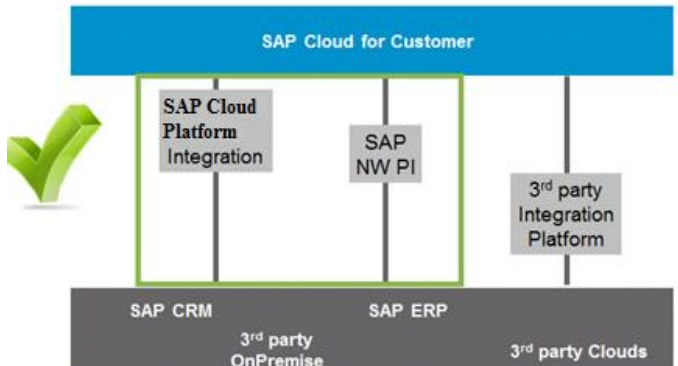 SAP Cloud for Customer
SAP Cloud
Platform
Integration
SAP
NW PI
3rd party
Integration
Platform
SAP CRM
SAP ERP
3rd party
OnPremise
3rd party Clouds